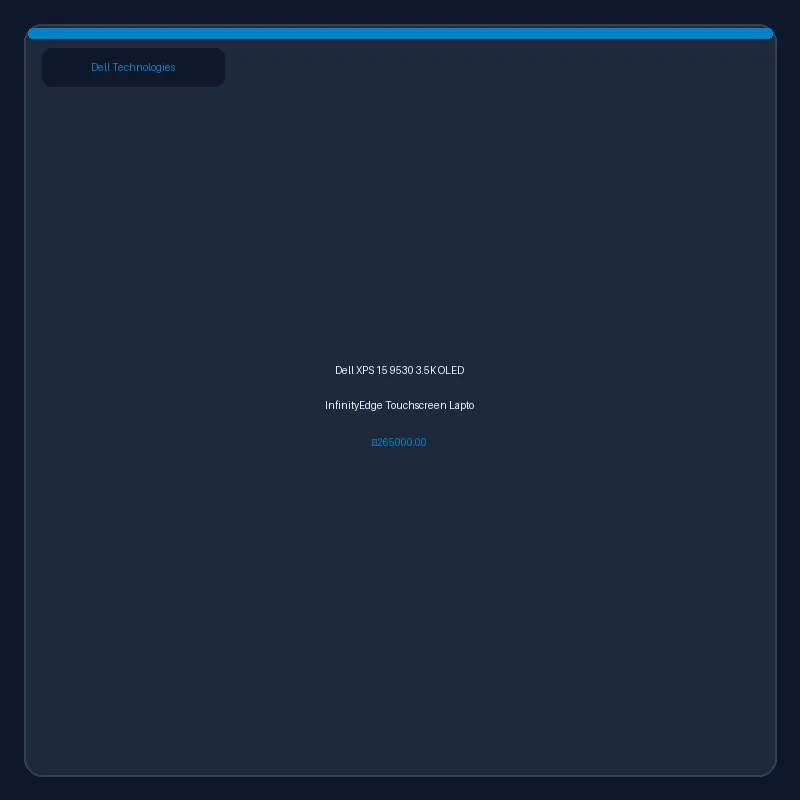 Dell Technologies
Dell XPS 15 9530 3.5K OLED
InfinityEdge Touchscreen Lapto
265000.00